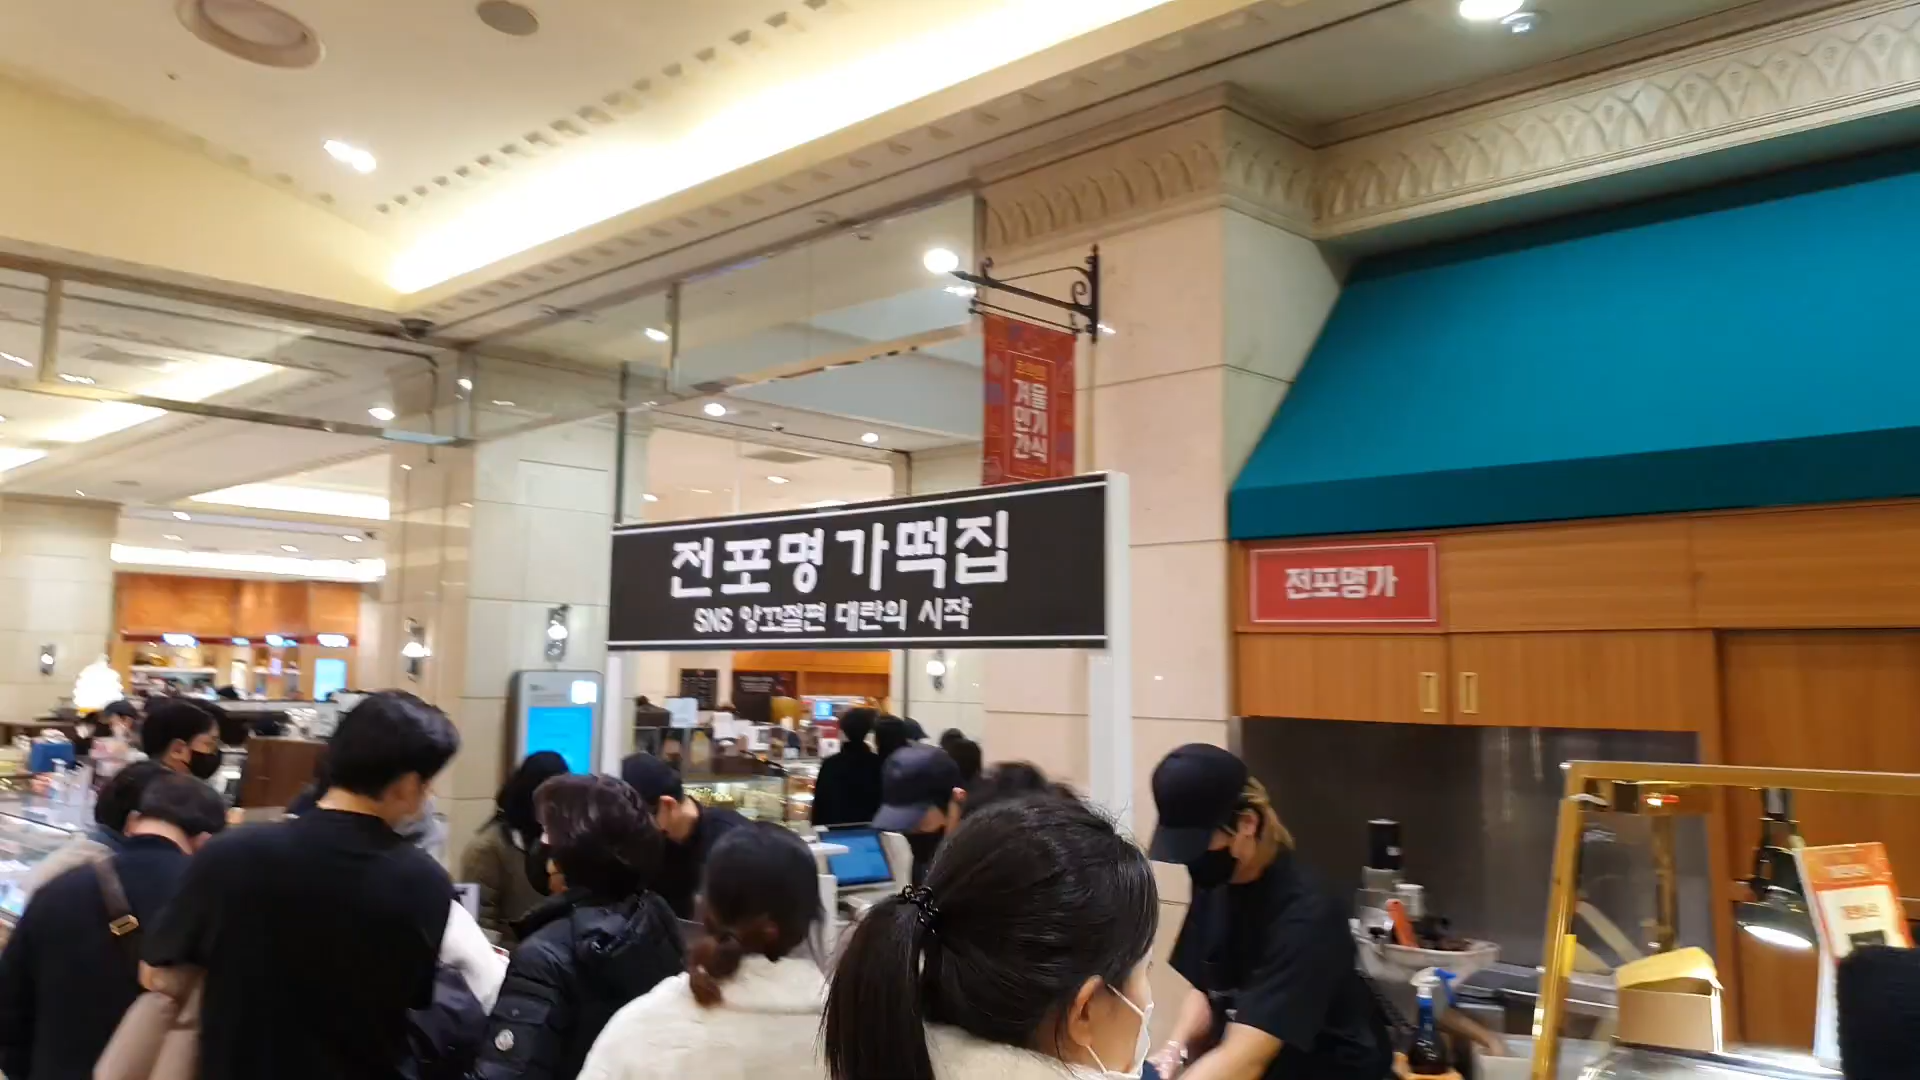 겨울
인기
간식
전포명가떡집
SNS 앙꼬절편 대란의 시작
전포명가